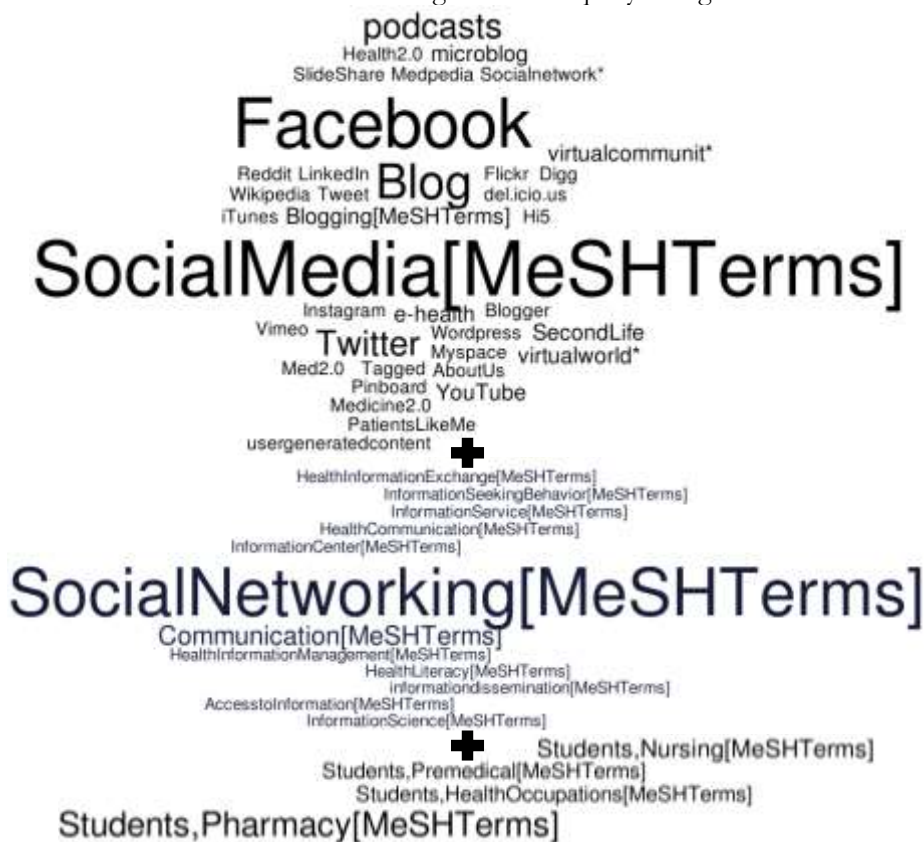 podcasts
Health2.0 microblog
SlideShare Medpedia Socialnetwork*
Facebook
virtualcommunit*
Reddit LinkedIn Blog Flickr Digg
Wikipedia Tweet del.icio.us
iTunes Blogging[MeSHTerms] Hi5
SocialMedia[MeSHTerms]
Instagram e-health Blogger
Vimeo Twitter Wordpress SecondLife
Myspace virtualworld*
Med2.0 Tagged AboutUs
Pinboard YouTube
Medicine2.0
PatientsLikeMe
usergeneratedcontent
HealthInformationExchange[MeSHTerms]
InformationSeekingBehavior[MeSHTerms]
InformationService[MeSHTerms]
HealthCommunication[MeSHTerms]
InformationCenter[MeSHTerms]
SocialNetworking[MeSHTerms]
Communication[MeSHTerms]
HealthInformationManagement[MeSHTerms]
HealthLiteracy[MeSHTerms]
informationdissemination[MeSHTerms]
AccesstoInformation[MeSHTerms]
InformationScience[MeSHTerms]
Students,Nursing[MeSHTerms]
Students,Premedical[MeSHTerms]
Students,HealthOccupations[MeSHTerms]
Students,Pharmacy[MeSHTerms]